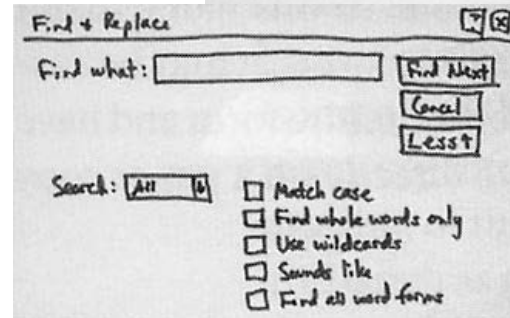 Find & Replace ? X
Find what: Find Next
Cancel
Less ↑
Search: All ↓
Match case
Find whole words only
Use wildcards
Sounds like
Find all word forms